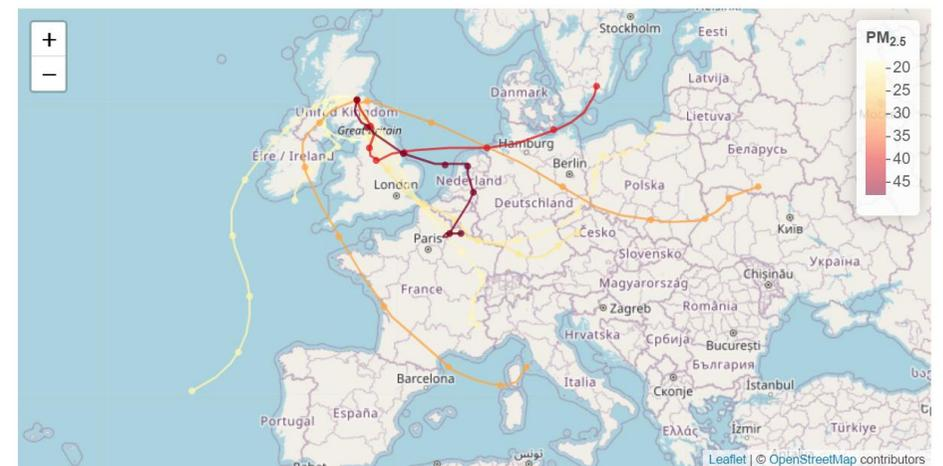 +
−
Stockholm
Eesti
Latvija
Lietuva
Danmark
United Kingdom
Great Britain
Éire / Ireland
Hamburg
Беларусь
Berlin
London
Nederland
Polska
Deutschland
Paris
Česko
Київ
Slovensko
Україна
France
Magyarország
Chișinău
Zagreb
România
Hrvatska
Србија
București
България
Barcelona
Italia
Скопје
İstanbul
España
Portugal
Ελλάς
İzmir
Türkiye
تونس
PM2.5
20
25
30
35
40
45
Leaflet | © OpenStreetMap contributors